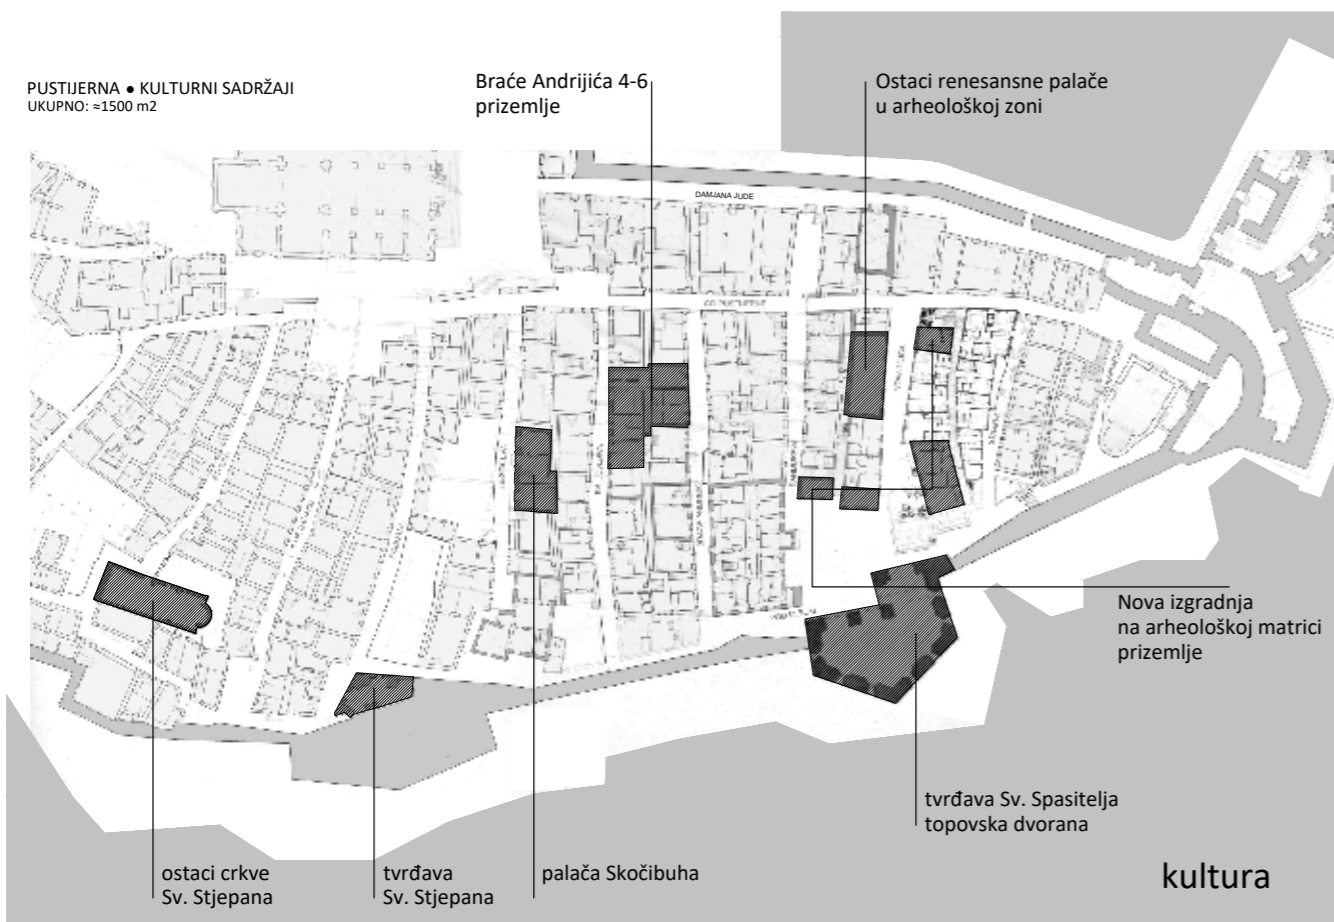 PUSTIJERNA • KULTURNI SADRŽAJI
UKUPNO: ≈1500 m2
Braće Andrijića 4-6
prizemlje
Ostaci renesansne palače
u arheološkoj zoni
DAMJANA JUDE
Nova izgradnja
na arheološkoj matrici
prizemlje
tvrđava Sv. Spasitelja
topovska dvorana
ostaci crkve
Sv. Stjepana
tvrđava
Sv. Stjepana
palača Skočibuha
kultura